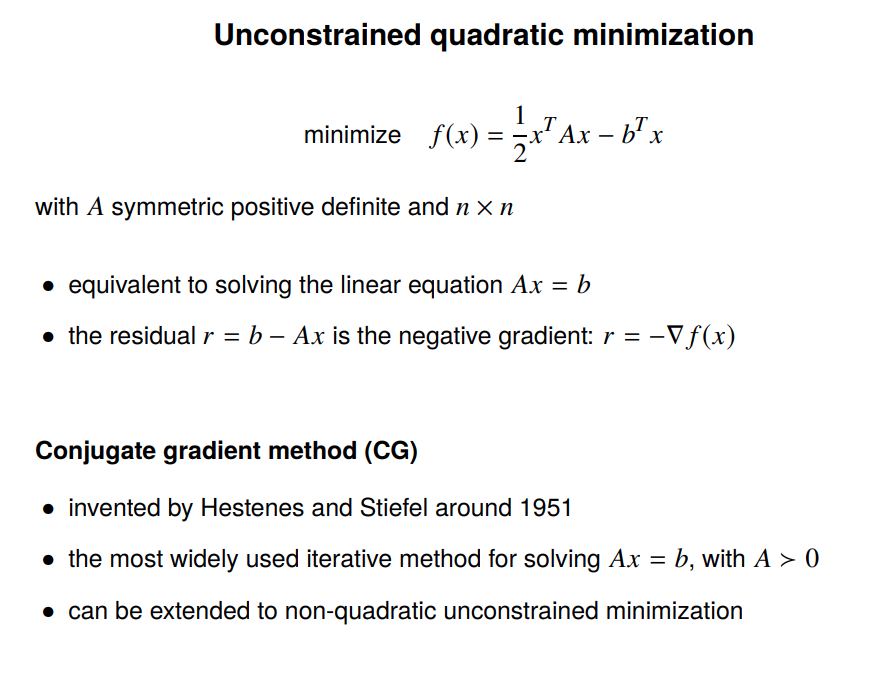 Unconstrained quadratic minimization
minimize f(x) = \frac{1}{2}x^T Ax − b^T x
with A symmetric positive definite and n × n
• equivalent to solving the linear equation Ax = b
• the residual r = b − Ax is the negative gradient: r = −∇f(x)
Conjugate gradient method (CG)
• invented by Hestenes and Stiefel around 1951
• the most widely used iterative method for solving Ax = b, with A ≻ 0
• can be extended to non-quadratic unconstrained minimization